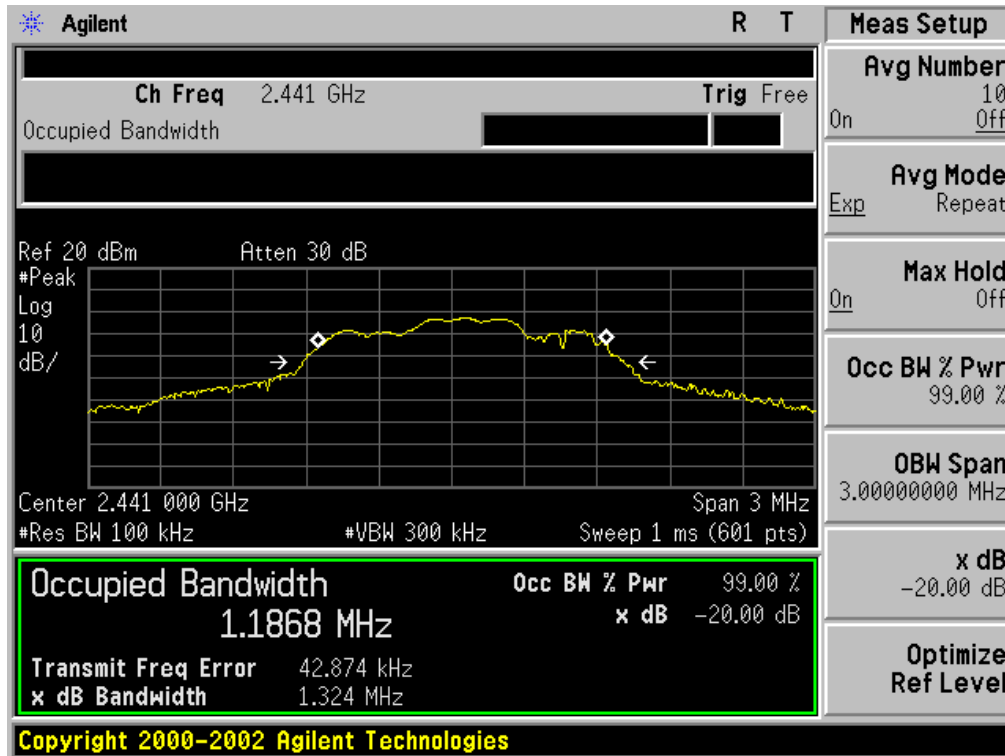 Agilent R T
Ch Freq 2.441 GHz Trig Free
Occupied Bandwidth
Ref 20 dBm Atten 30 dB
#Peak
Log
10
dB/
Center 2.441 000 GHz Span 3 MHz
#Res BW 100 kHz #VBW 300 kHz Sweep 1 ms (601 pts)
Occupied Bandwidth
1.1868 MHz
Occ BW % Pwr 99.00 %
x dB -20.00 dB
Transmit Freq Error 42.874 kHz
x dB Bandwidth 1.324 MHz
Copyright 2000-2002 Agilent Technologies
Meas Setup
Avg Number
10
On Off
Avg Mode
Exp Repeat
Max Hold
On Off
Occ BW % Pwr
99.00 %
OBW Span
3.00000000 MHz
x dB
-20.00 dB
Optimize
Ref Level